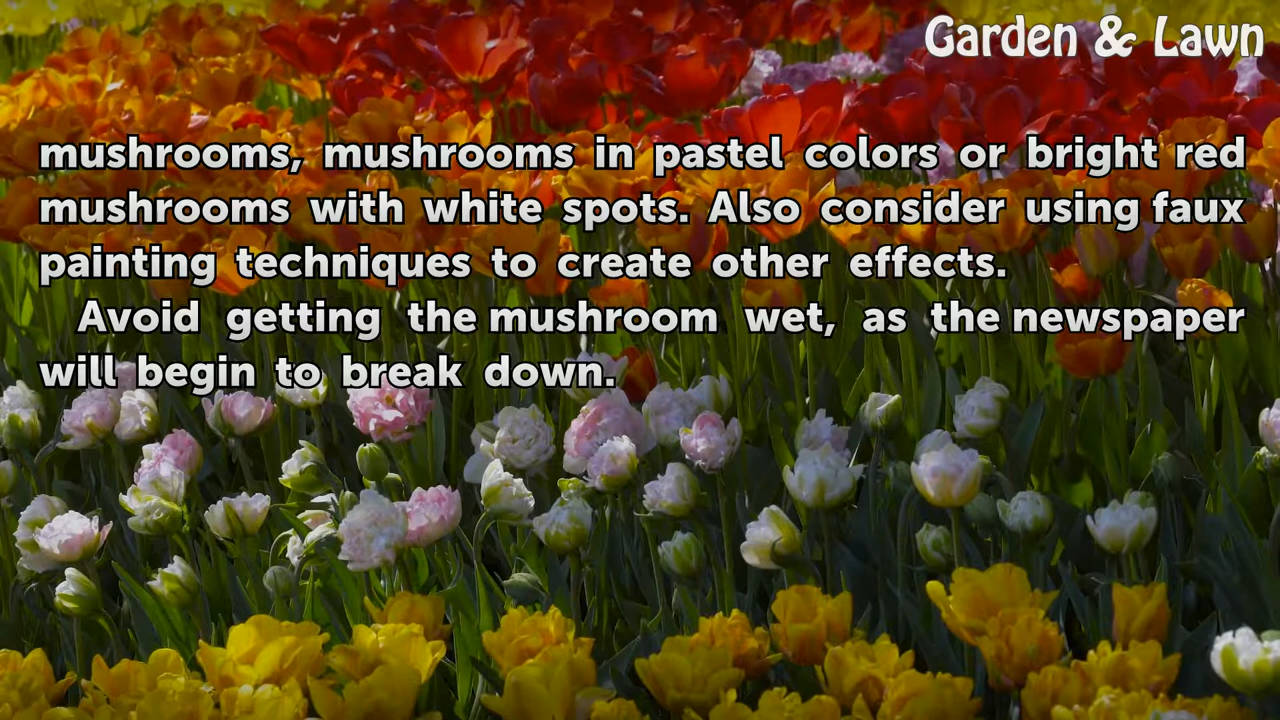 Garden & Lawn
mushrooms, mushrooms in pastel colors or bright red
mushrooms with white spots. Also consider using faux
painting techniques to create other effects.
Avoid getting the mushroom wet, as the newspaper
will begin to break down.